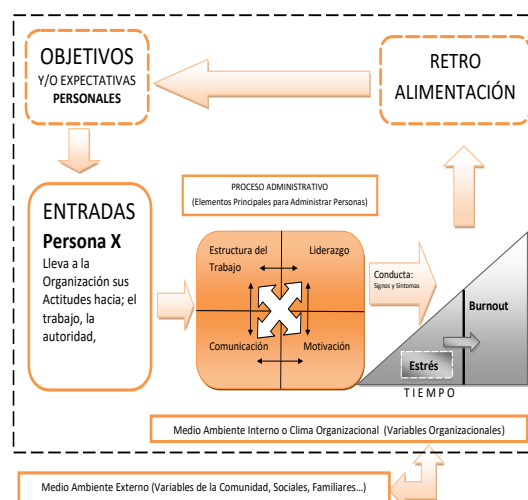 OBJETIVOS
Y/O EXPECTATIVAS
PERSONALES
RETRO
ALIMENTACIÓN
ENTRADAS
Persona X
Lleva a la
Organización sus
Actitudes hacia; el
trabajo, la
autoridad,
PROCESO ADMINISTRATIVO
(Elementos Principales para Administrar Personas)
Estructura del
Trabajo
Liderazgo
Comunicación
Motivación
Conducta:
Signos y Síntomas
Burnout
Estrés
TIEMPO
Medio Ambiente Interno o Clima Organizacional (Variables Organizacionales)
Medio Ambiente Externo (Variables de la Comunidad, Sociales, Familiares...)